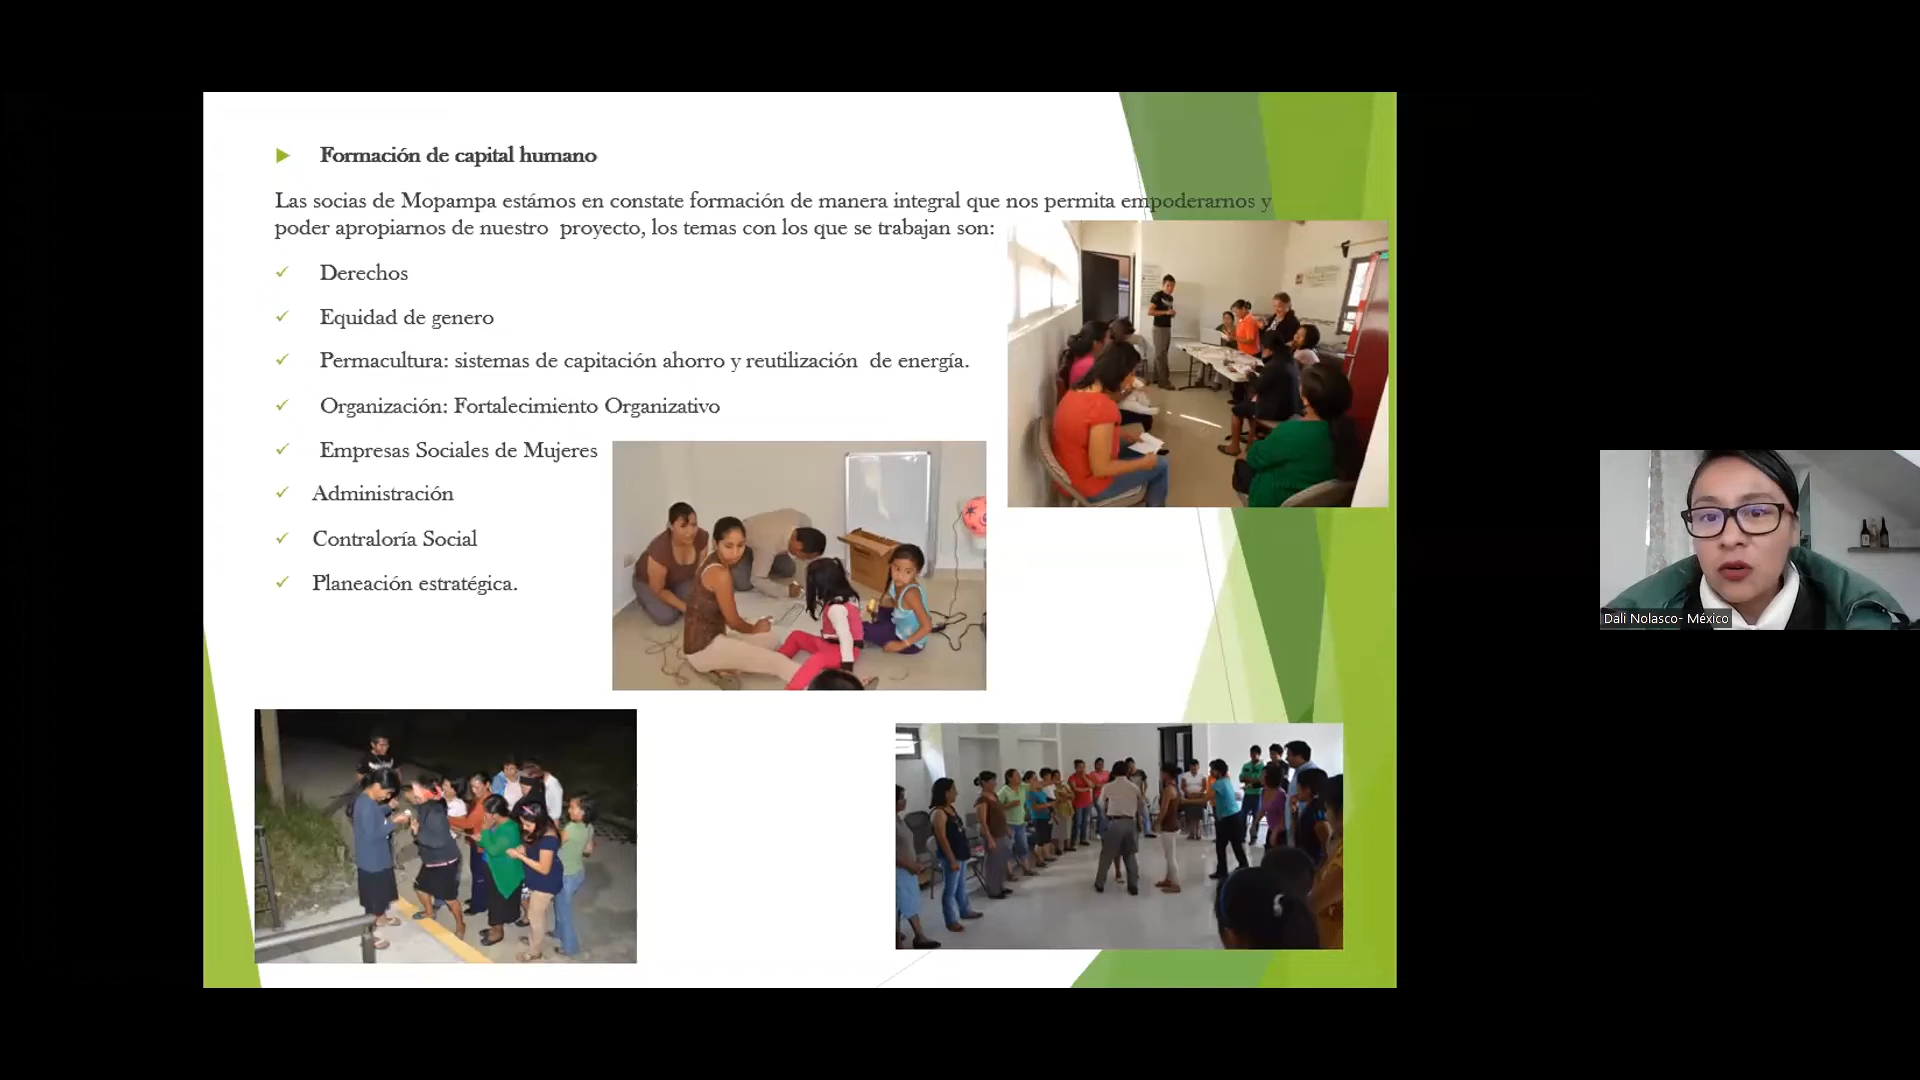 Formación de capital humano
Las socias de Mopampa estámos en constate formación de manera integral que nos permita empoderarnos y
poder apropiarnos de nuestro proyecto, los temas con los que se trabajan son:
Derechos
Equidad de genero
Permacultura: sistemas de capitación ahorro y reutilización de energía.
Organización: Fortalecimiento Organizativo
Empresas Sociales de Mujeres
Administración
Contraloría Social
Planeación estratégica.
Dali Nolasco- México